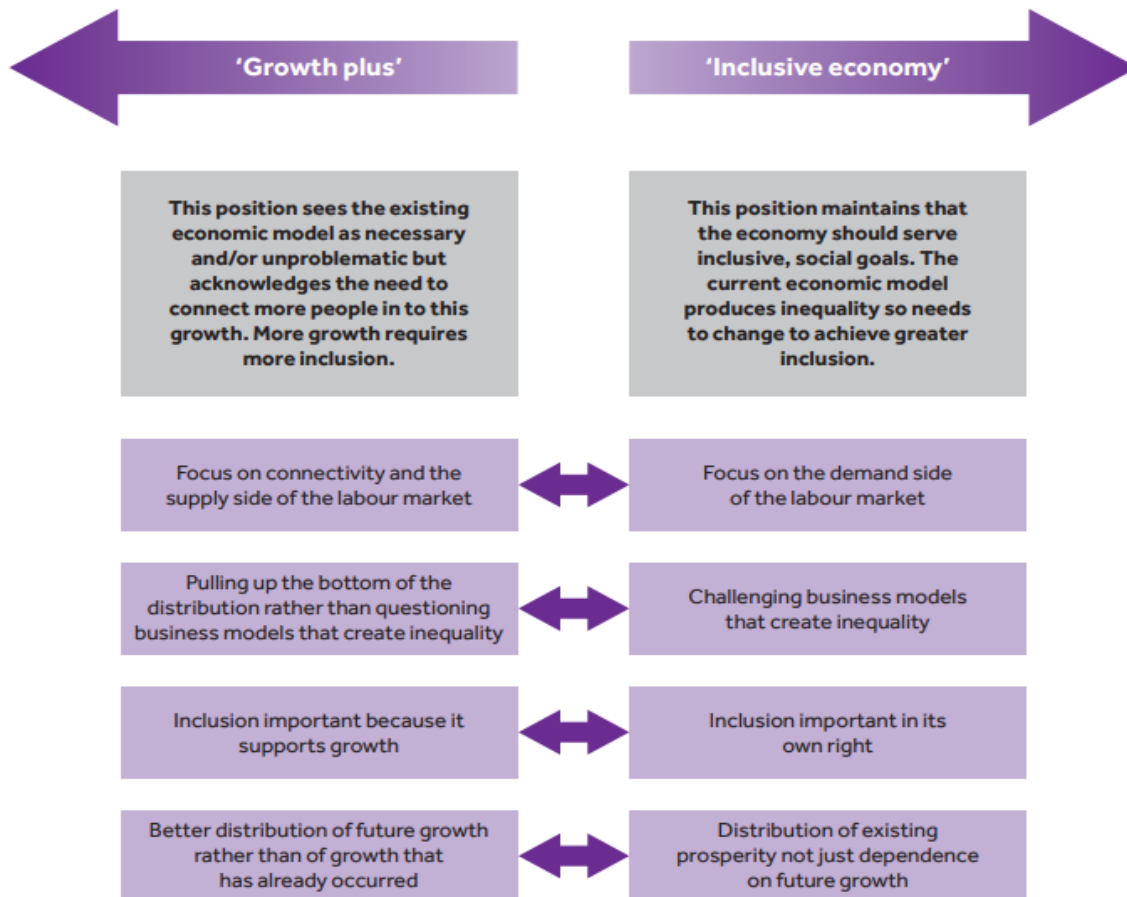 ‘Growth plus’
‘Inclusive economy’
This position sees the existing
economic model as necessary
and/or unproblematic but
acknowledges the need to
connect more people in to this
growth. More growth requires
more inclusion.
This position maintains that
the economy should serve
inclusive, social goals. The
current economic model
produces inequality so needs
to change to achieve greater
inclusion.
Focus on connectivity and the
supply side of the labour market
Focus on the demand side
of the labour market
Pulling up the bottom of the
distribution rather than questioning
business models that create inequality
Challenging business models
that create inequality
Inclusion important because it
supports growth
Inclusion important in its
own right
Better distribution of future growth
rather than of growth that
has already occurred
Distribution of existing
prosperity not just dependence
on future growth